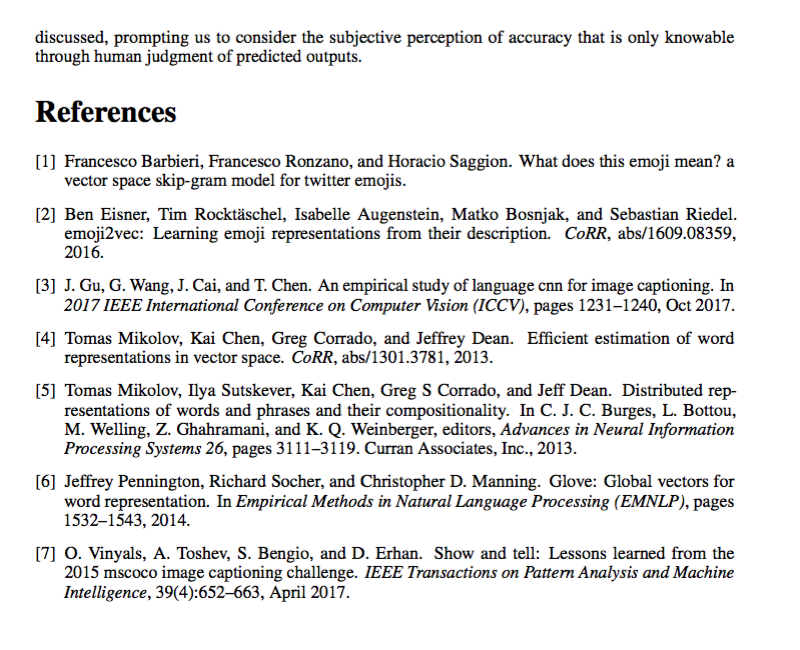 discussed, prompting us to consider the subjective perception of accuracy that is only knowable
through human judgment of predicted outputs.
References
[1] Francesco Barbieri, Francesco Ronzano, and Horacio Saggion. What does this emoji mean? a
vector space skip-gram model for twitter emojis.
[2] Ben Eisner, Tim Rocktäschel, Isabelle Augenstein, Matko Bosnjak, and Sebastian Riedel.
emoji2vec: Learning emoji representations from their description. CoRR, abs/1609.08359,
2016.
[3] J. Gu, G. Wang, J. Cai, and T. Chen. An empirical study of language cnn for image captioning. In
2017 IEEE International Conference on Computer Vision (ICCV), pages 1231–1240, Oct 2017.
[4] Tomas Mikolov, Kai Chen, Greg Corrado, and Jeffrey Dean. Efficient estimation of word
representations in vector space. CoRR, abs/1301.3781, 2013.
[5] Tomas Mikolov, Ilya Sutskever, Kai Chen, Greg S Corrado, and Jeff Dean. Distributed rep-
resentations of words and phrases and their compositionality. In C. J. C. Burges, L. Bottou,
M. Welling, Z. Ghahramani, and K. Q. Weinberger, editors, Advances in Neural Information
Processing Systems 26, pages 3111–3119. Curran Associates, Inc., 2013.
[6] Jeffrey Pennington, Richard Socher, and Christopher D. Manning. Glove: Global vectors for
word representation. In Empirical Methods in Natural Language Processing (EMNLP), pages
1532–1543, 2014.
[7] O. Vinyals, A. Toshev, S. Bengio, and D. Erhan. Show and tell: Lessons learned from the
2015 mscoco image captioning challenge. IEEE Transactions on Pattern Analysis and Machine
Intelligence, 39(4):652–663, April 2017.